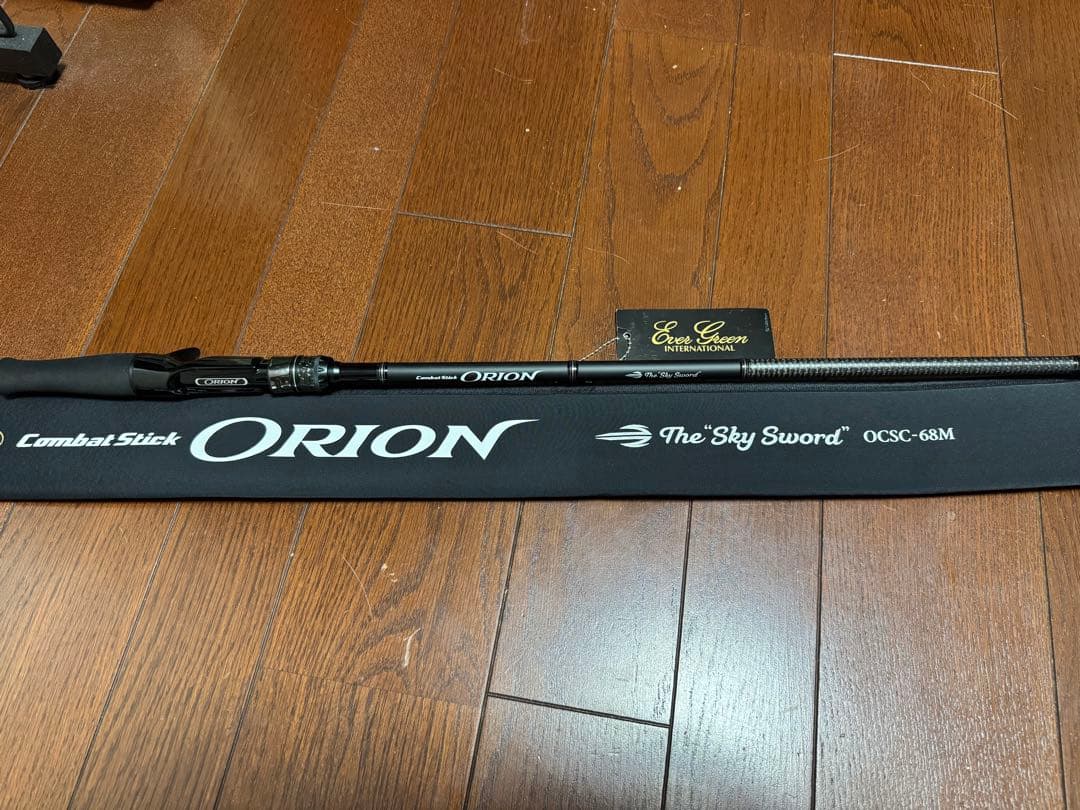 Ever Green
INTERNATIONAL
ORION
Combat Stick ORION
The "Sky Sword"
Combat Stick ORION The "Sky Sword" OCSC-68M